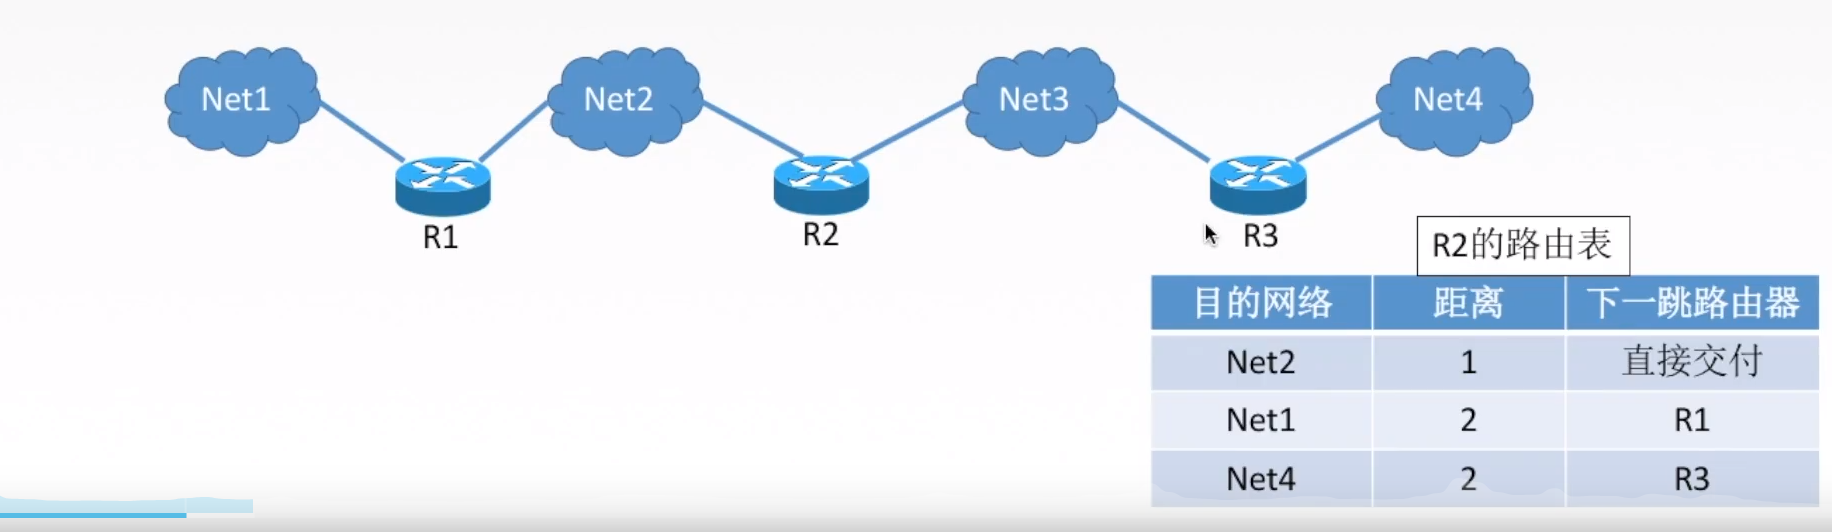 Net1
Net2
Net3
Net4
R1
R2
R3
R2的路由表
目的网络 距离 下一跳路由器
Net2 1 直接交付
Net1 2 R1
Net4 2 R3